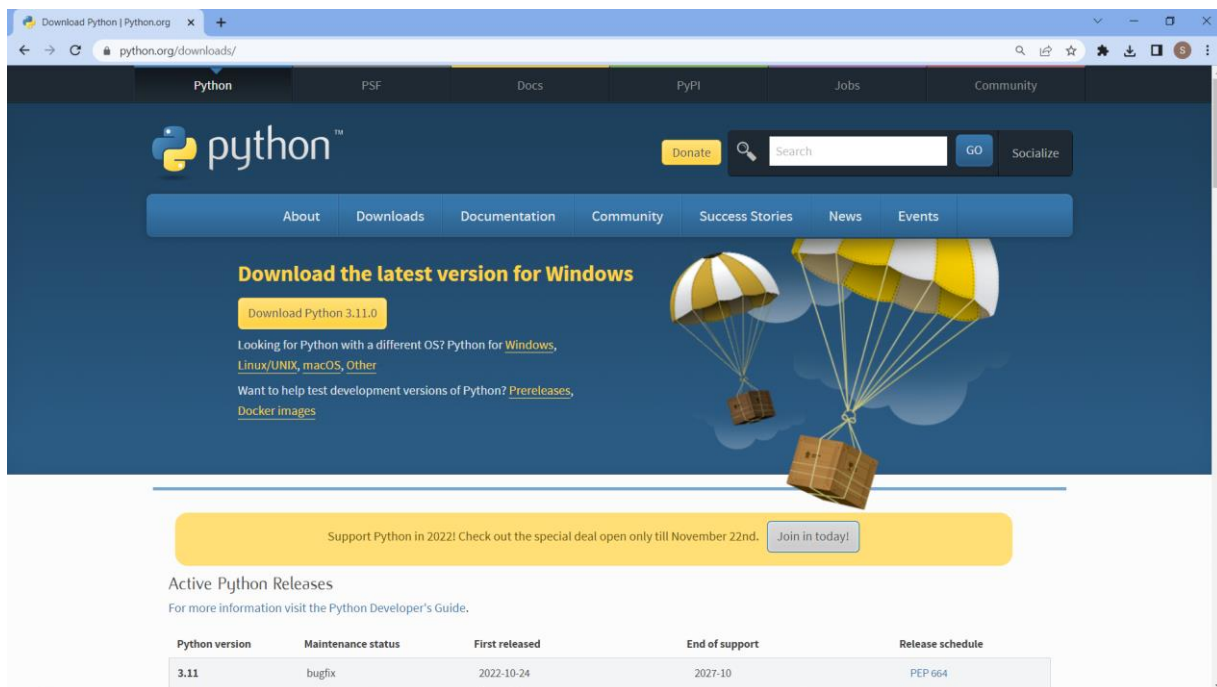 Download Python | Python.org
python.org/downloads/
S
Python PSF Docs PyPI Jobs Community
python™
Donate Search GO Socialize
About Downloads Documentation Community Success Stories News Events
Download the latest version for Windows
Download Python 3.11.0
Looking for Python with a different OS? Python for Windows,
Linux/UNIX, macOS, Other
Want to help test development versions of Python? Prereleases,
Docker images
Support Python in 2022! Check out the special deal open only till November 22nd. Join in today!
Active Python Releases
For more information visit the Python Developer's Guide.
Python version Maintenance status First released End of support Release schedule
3.11 bugfix 2022-10-24 2027-10 PEP 664